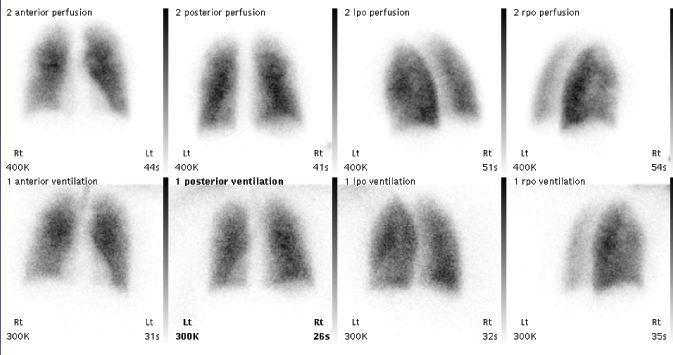 2 anterior perfusion
Rt Lt
400K 44s
2 posterior perfusion
Lt Rt
400K 41s
2 lpo perfusion
Lt Rt
400K 51s
2 rpo perfusion
Lt Rt
400K 54s
1 anterior ventilation
Rt Lt
300K 31s
1 posterior ventilation
Lt Rt
300K 26s
1 lpo ventilation
Lt Rt
300K 32s
1 rpo ventilation
Lt Rt
300K 35s